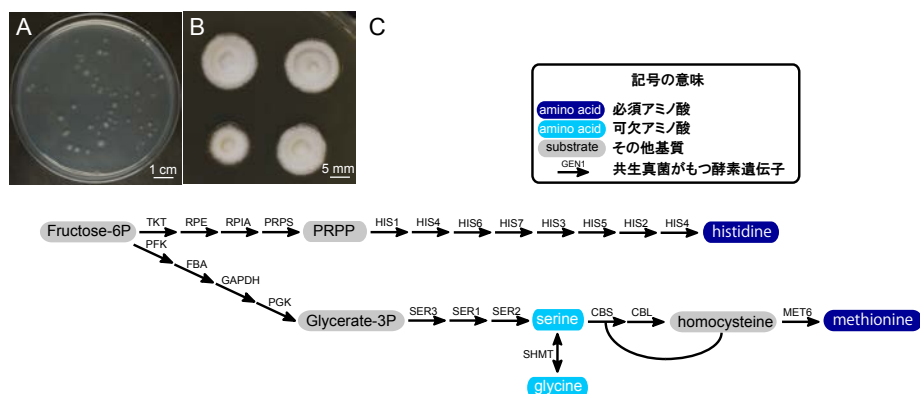 A
B
C
1 cm
5 mm
記号の意味
amino acid 必須アミノ酸
amino acid 可欠アミノ酸
substrate その他基質
GEN1 共生真菌がもつ酵素遺伝子
Fructose-6P TKT RPE RPIA PRPS PRPP HIS1 HIS4 HIS6 HIS7 HIS3 HIS5 HIS2 HIS4 histidine
PFK
FBA
GAPDH
PGK
Glycerate-3P SER3 SER1 SER2 serine CBS CBL homocysteine MET6 methionine
SHMT
glycine